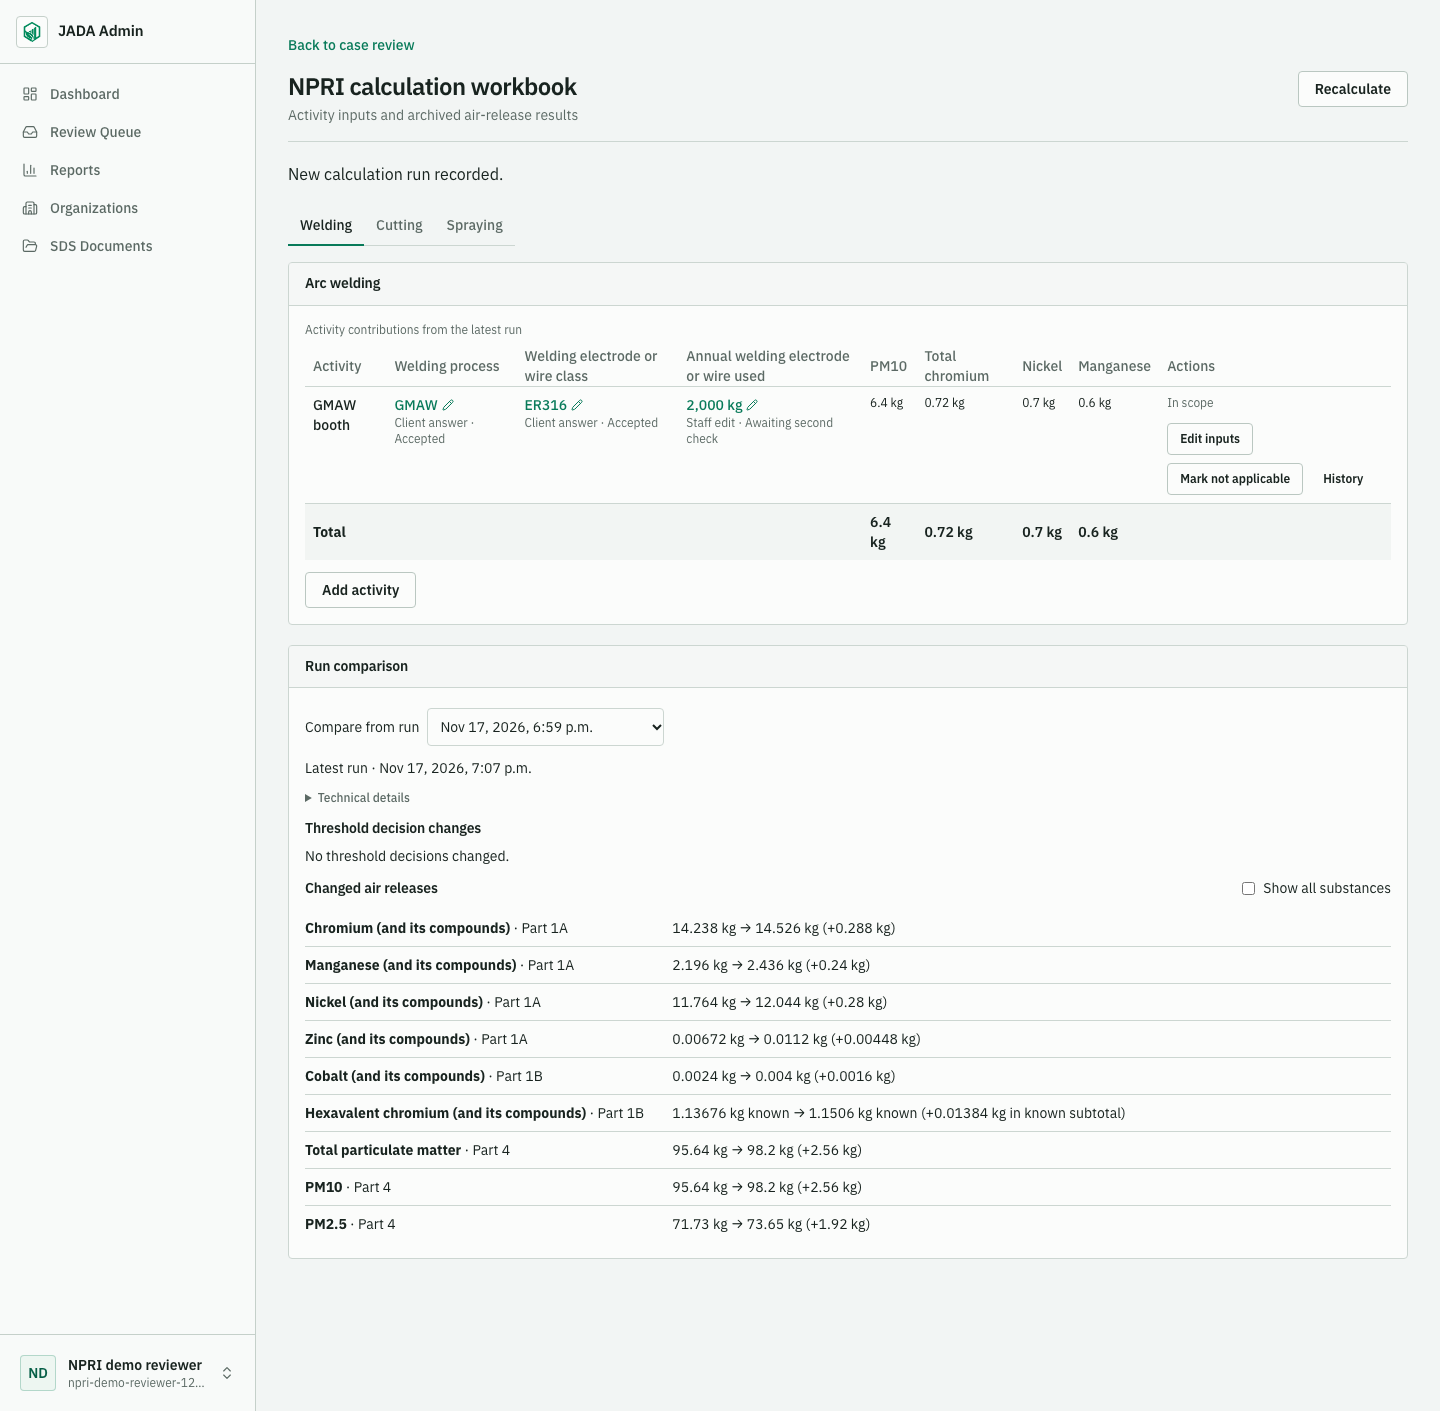 JADA Admin
Dashboard
Review Queue
Reports
Organizations
SDS Documents
NPRI demo reviewer
ND
npri-demo-reviewer-12...
Back to case review
NPRI calculation workbook
Recalculate
Activity inputs and archived air-release results
New calculation run recorded.
Welding Cutting Spraying
Arc welding
Activity contributions from the latest run
Activity Welding process Welding electrode or wire class Annual welding electrode or wire used PM10 Total chromium Nickel Manganese Actions
GMAW booth GMAW ER316 2,000 kg 6.4 kg 0.72 kg 0.7 kg 0.6 kg In scope
Client answer · Accepted Client answer · Accepted Staff edit · Awaiting second check
Edit inputs
Mark not applicable History
Total 6.4 kg 0.72 kg 0.7 kg 0.6 kg
Add activity
Run comparison
Compare from run Nov 17, 2026, 6:59 p.m.
Latest run · Nov 17, 2026, 7:07 p.m.
Technical details
Threshold decision changes
No threshold decisions changed.
Changed air releases Show all substances
Chromium (and its compounds) · Part 1A 14.238 kg → 14.526 kg (+0.288 kg)
Manganese (and its compounds) · Part 1A 2.196 kg → 2.436 kg (+0.24 kg)
Nickel (and its compounds) · Part 1A 11.764 kg → 12.044 kg (+0.28 kg)
Zinc (and its compounds) · Part 1A 0.00672 kg → 0.0112 kg (+0.00448 kg)
Cobalt (and its compounds) · Part 1B 0.0024 kg → 0.004 kg (+0.0016 kg)
Hexavalent chromium (and its compounds) · Part 1B 1.13676 kg known → 1.1506 kg known (+0.01384 kg in known subtotal)
Total particulate matter · Part 4 95.64 kg → 98.2 kg (+2.56 kg)
PM10 · Part 4 95.64 kg → 98.2 kg (+2.56 kg)
PM2.5 · Part 4 71.73 kg → 73.65 kg (+1.92 kg)